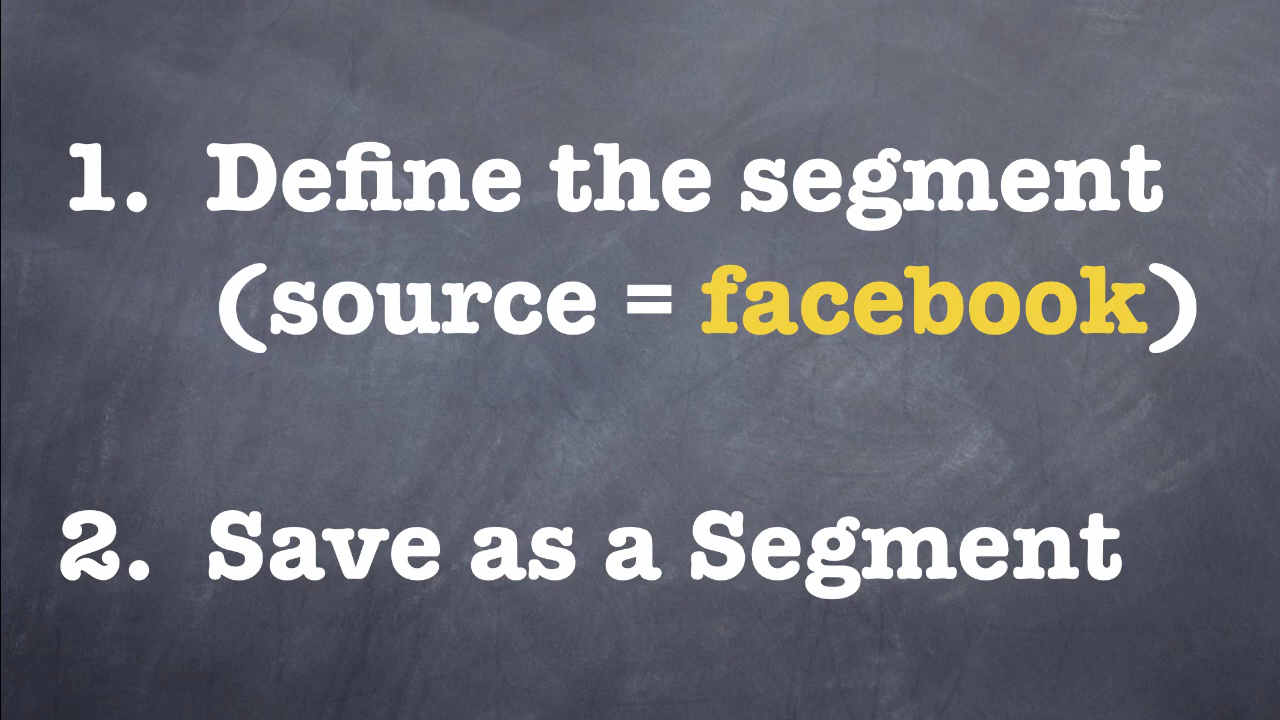 1. Define the segment
(source = facebook)
2. Save as a Segment